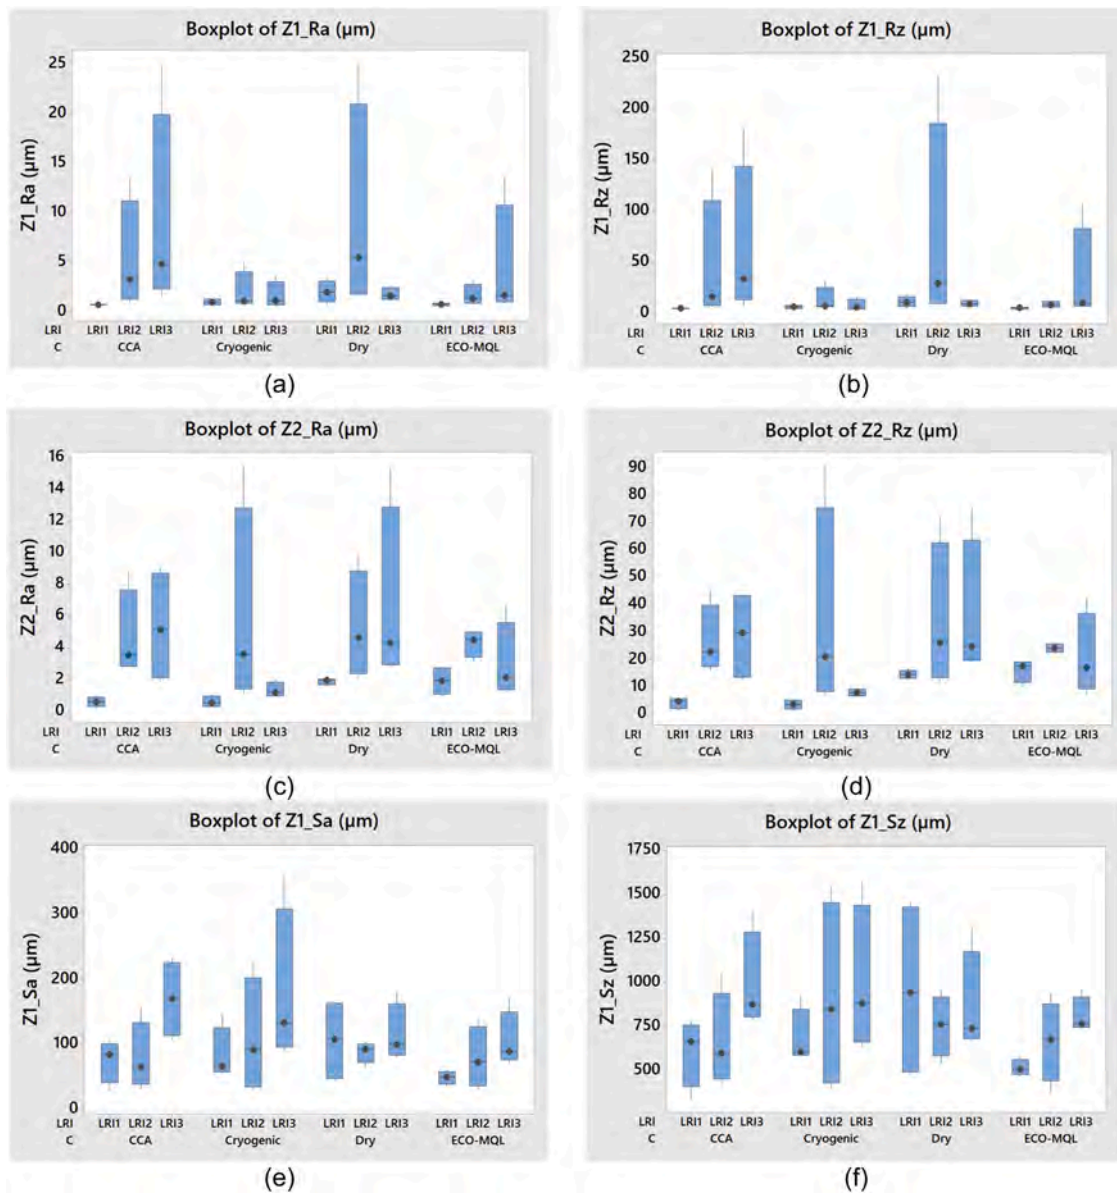 Boxplot of Z1_Ra (µm)
Z1_Ra (µm)
25
20
15
10
5
0
LRI LRI1 LRI2 LRI3 LRI1 LRI2 LRI3 LRI1 LRI2 LRI3 LRI1 LRI2 LRI3
C CCA Cryogenic Dry ECO-MQL
(a)
Boxplot of Z1_Rz (µm)
Z1_Rz (µm)
250
200
150
100
50
0
LRI LRI1 LRI2 LRI3 LRI1 LRI2 LRI3 LRI1 LRI2 LRI3 LRI1 LRI2 LRI3
C CCA Cryogenic Dry ECO-MQL
(b)
Boxplot of Z2_Ra (µm)
Z2_Ra (µm)
16
14
12
10
8
6
4
2
0
LRI LRI1 LRI2 LRI3 LRI1 LRI2 LRI3 LRI1 LRI2 LRI3 LRI1 LRI2 LRI3
C CCA Cryogenic Dry ECO-MQL
(c)
Boxplot of Z2_Rz (µm)
Z2_Rz (µm)
90
80
70
60
50
40
30
20
10
0
LRI LRI1 LRI2 LRI3 LRI1 LRI2 LRI3 LRI1 LRI2 LRI3 LRI1 LRI2 LRI3
C CCA Cryogenic Dry ECO-MQL
(d)
Boxplot of Z1_Sa (µm)
Z1_Sa (µm)
400
300
200
100
0
LRI LRI1 LRI2 LRI3 LRI1 LRI2 LRI3 LRI1 LRI2 LRI3 LRI1 LRI2 LRI3
C CCA Cryogenic Dry ECO-MQL
(e)
Boxplot of Z1_Sz (µm)
Z1_Sz (µm)
1750
1500
1250
1000
750
500
LRI LRI1 LRI2 LRI3 LRI1 LRI2 LRI3 LRI1 LRI2 LRI3 LRI1 LRI2 LRI3
C CCA Cryogenic Dry ECO-MQL
(f)